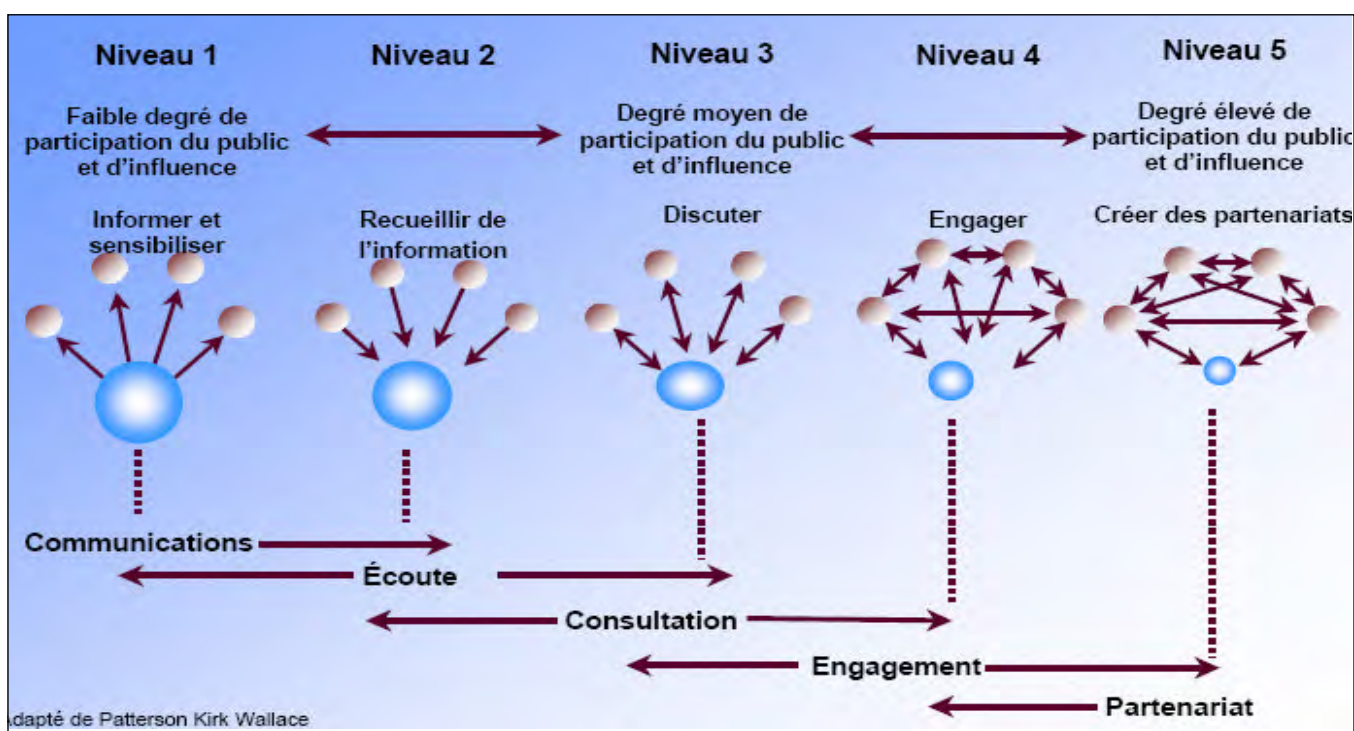 Niveau 1
Niveau 2
Niveau 3
Niveau 4
Niveau 5
Faible degré de
participation du public
et d'influence
Degré moyen de
participation du public
et d'influence
Degré élevé de
participation du public
et d'influence
Informer et
sensibiliser
Recueillir de
l'information
Discuter
Engager
Créer des partenariats
Communications
Écoute
Consultation
Engagement
Partenariat
dapté de Patterson Kirk Wallace